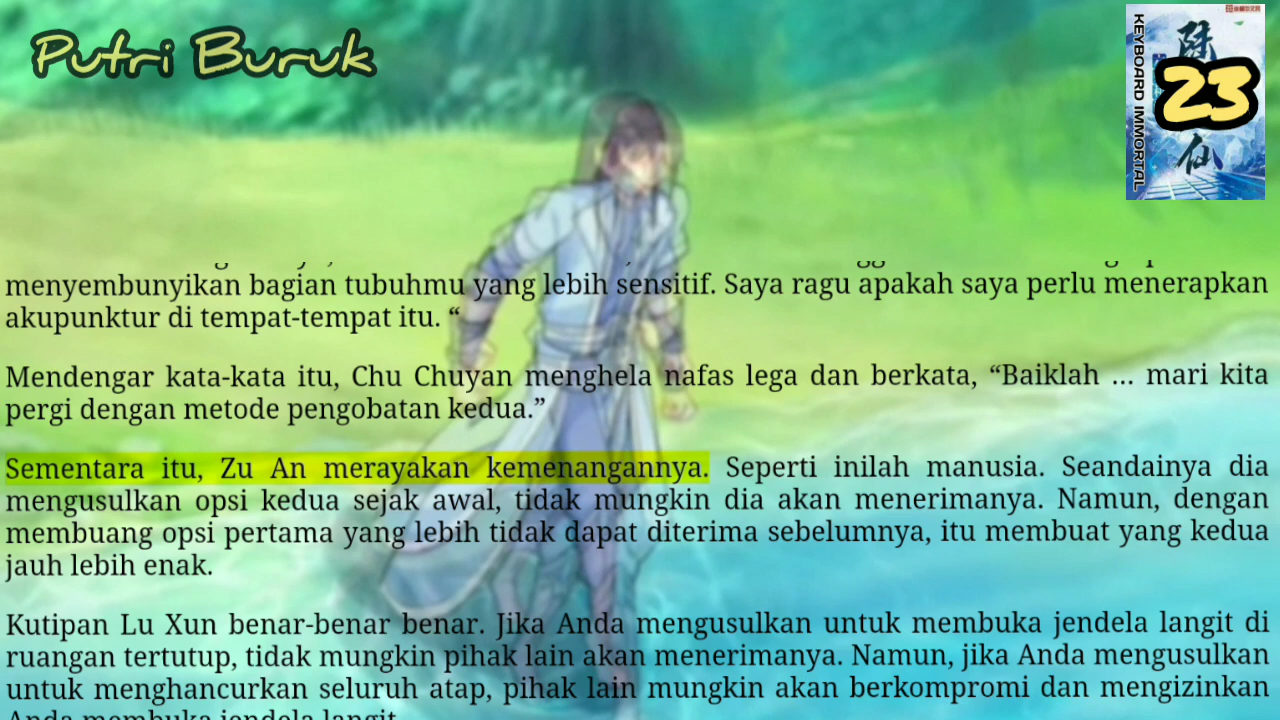 Putri Buruk
陆
23
仙
KEYBOARD IMMORTAL
menyembunyikan bagian tubuhmu yang lebih sensitif. Saya ragu apakah saya perlu menerapkan
akupunktur di tempat-tempat itu. “
Mendengar kata-kata itu, Chu Chuyan menghela nafas lega dan berkata, “Baiklah ... mari kita
pergi dengan metode pengobatan kedua.”
Sementara itu, Zu An merayakan kemenangannya. Seperti inilah manusia. Seandainya dia
mengusulkan opsi kedua sejak awal, tidak mungkin dia akan menerimanya. Namun, dengan
membuang opsi pertama yang lebih tidak dapat diterima sebelumnya, itu membuat yang kedua
jauh lebih enak.
Kutipan Lu Xun benar-benar benar. Jika Anda mengusulkan untuk membuka jendela langit di
ruangan tertutup, tidak mungkin pihak lain akan menerimanya. Namun, jika Anda mengusulkan
untuk menghancurkan seluruh atap, pihak lain mungkin akan berkompromi dan mengizinkan
Anda membuka jendela langit.